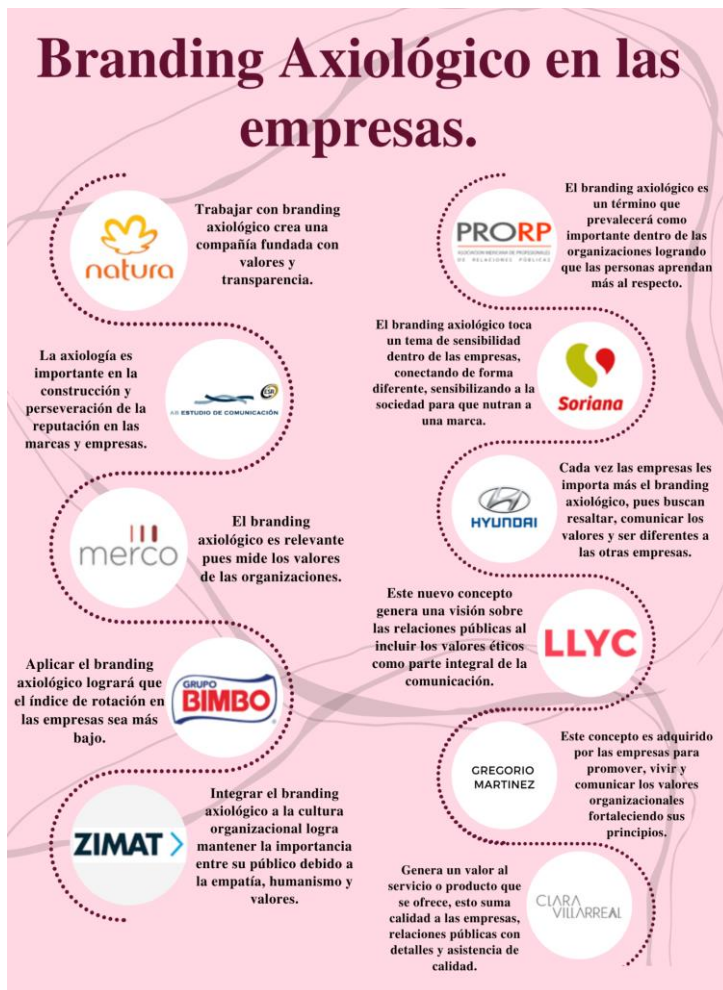 Branding Axiológico en las
empresas.
natura
Trabajar con branding
axiológico crea una
compañía fundada con
valores y
transparencia.
La axiología es
importante en la
construcción y
perseveración de la
reputación en las
marcas y empresas.
ESR
AB ESTUDIO DE COMUNICACIÓN
merco
El branding
axiológico es relevante
pues mide los valores
de las organizaciones.
Aplicar el branding
axiológico logrará que
el índice de rotación en
las empresas sea más
bajo.
GRUPO
BIMBO
ZIMAT
Integrar el branding
axiológico a la cultura
organizacional logra
mantener la importancia
entre su público debido a
la empatía, humanismo y
valores.
PRORP
ASOCIACIÓN MEXICANA DE PROFESIONALES
DE RELACIONES PÚBLICAS
El branding axiológico es
un término que
prevalecerá como
importante dentro de las
organizaciones logrando
que las personas aprendan
más al respecto.
El branding axiológico toca
un tema de sensibilidad
dentro de las empresas,
conectando de forma
diferente, sensibilizando a la
sociedad para que nutran a
una marca.
Soriana
HYUNDAI
Cada vez las empresas les
importa más el branding
axiológico, pues buscan
resaltar, comunicar los
valores y ser diferentes a
las otras empresas.
Este nuevo concepto
genera una visión sobre
las relaciones públicas al
incluir los valores éticos
como parte integral de la
comunicación.
LLYC
GREGORIO
MARTINEZ
Este concepto es adquirido
por las empresas para
promover, vivir y
comunicar los valores
organizacionales
fortaleciendo sus
principios.
Genera un valor al
servicio o producto que
se ofrece, esto suma
calidad a las empresas,
relaciones públicas con
detalles y asistencia de
calidad.
CLARA
VILLARREAL